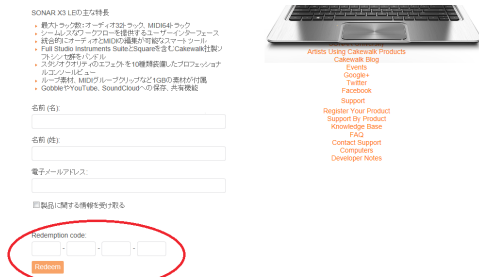 SONAR X3 LEの主な特長
最大トラック数：オーディオ32トラック、MIDI64トラック
シームレスなワークフローを提供するユーザーインターフェース
統合的にオーディオとMIDIの編集が可能なスマートツール
Full Studio Instruments SuiteとSquareを含むCakewalk社製ソフトシンセ7種をバンドル
スタジオクオリティのエフェクトを10種類装備したプロフェッショナルコンソールビュー
ループ素材、MIDIグルーブクリップなど1GBの素材が付属
GobblerやYouTube、SoundCloudへの保存、共有機能
名前 (名):
名前 (姓):
電子メールアドレス:
製品に関する情報を受け取る
Redemption code:
- - -
Redeem
Artists Using Cakewalk Products
Cakewalk Blog
Events
Google+
Twitter
Facebook
Support
Register Your Product
Support By Product
Knowledge Base
FAQ
Contact Support
Computers
Developer Notes